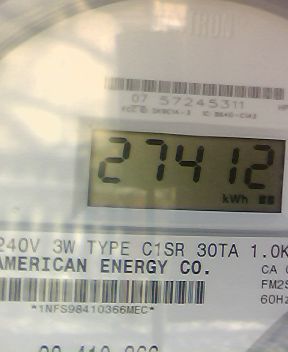 ITRON
07 57245311
27412
kWh
240V 3W TYPE C1SR 30TA 1.0K
AMERICAN ENERGY CO.
CA
FM2S
60Hz
*1NFS98410366MEC*